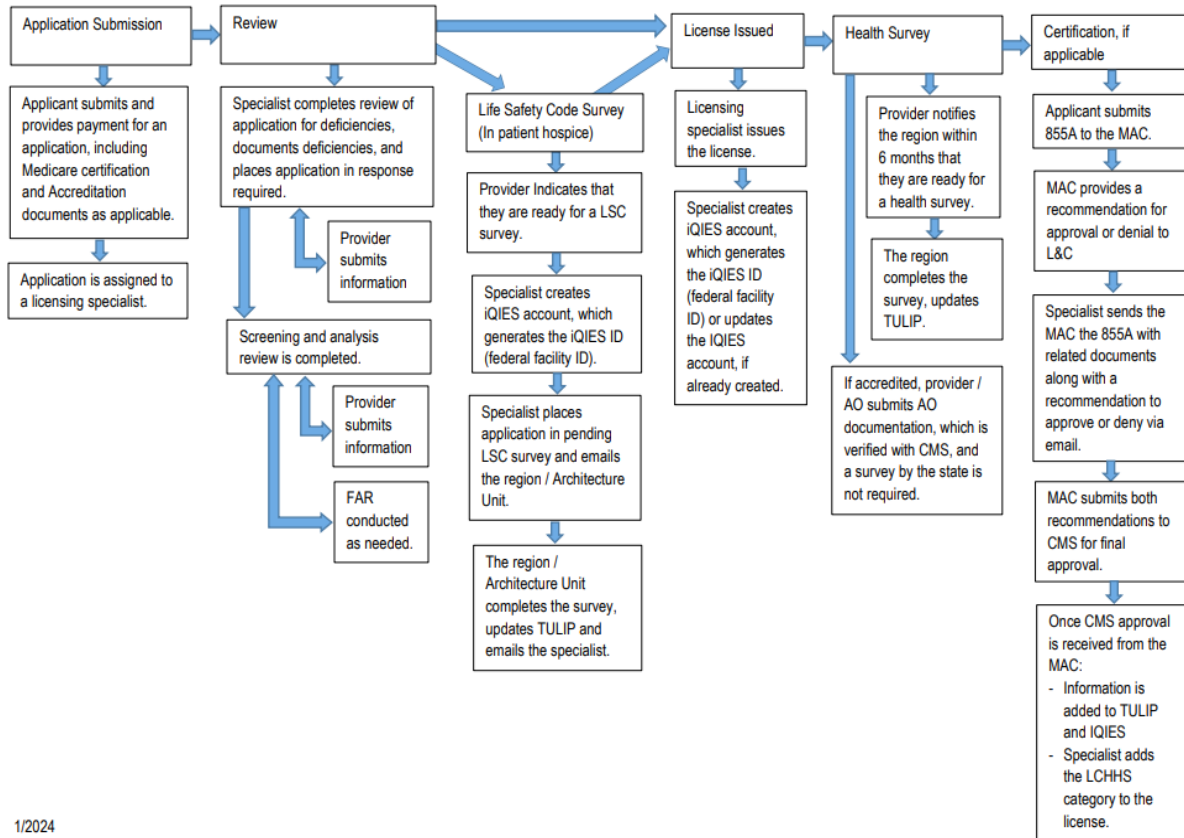 Application Submission
Applicant submits and
provides payment for an
application, including
Medicare certification
and Accreditation
documents as applicable.
Application is assigned to
a licensing specialist.
Review
Specialist completes review of
application for deficiencies,
documents deficiencies, and
places application in response
required.
Provider
submits
information
Screening and analysis
review is completed.
Provider
submits
information
FAR
conducted
as needed.
Life Safety Code Survey
(In patient hospice)
Provider Indicates that
they are ready for a LSC
survey.
Specialist creates
iQIES account, which
generates the iQIES ID
(federal facility ID).
Specialist places
application in pending
LSC survey and emails
the region / Architecture
Unit.
The region /
Architecture Unit
completes the survey,
updates TULIP and
emails the specialist.
License Issued
Licensing
specialist issues
the license.
Specialist creates
iQIES account,
which generates
the iQIES ID
(federal facility
ID) or updates
the IQIES
account, if
already created.
Health Survey
Provider notifies
the region within
6 months that
they are ready for
a health survey.
The region
completes the
survey, updates
TULIP.
If accredited, provider /
AO submits AO
documentation, which is
verified with CMS, and
a survey by the state is
not required.
Certification, if
applicable
Applicant submits
855A to the MAC.
MAC provides a
recommendation for
approval or denial to
L&C
Specialist sends the
MAC the 855A with
related documents
along with a
recommendation to
approve or deny via
email.
MAC submits both
recommendations to
CMS for final
approval.
Once CMS approval
is received from the
MAC:
- Information is
added to TULIP
and IQIES
- Specialist adds
the LCHHS
category to the
license.
1/2024